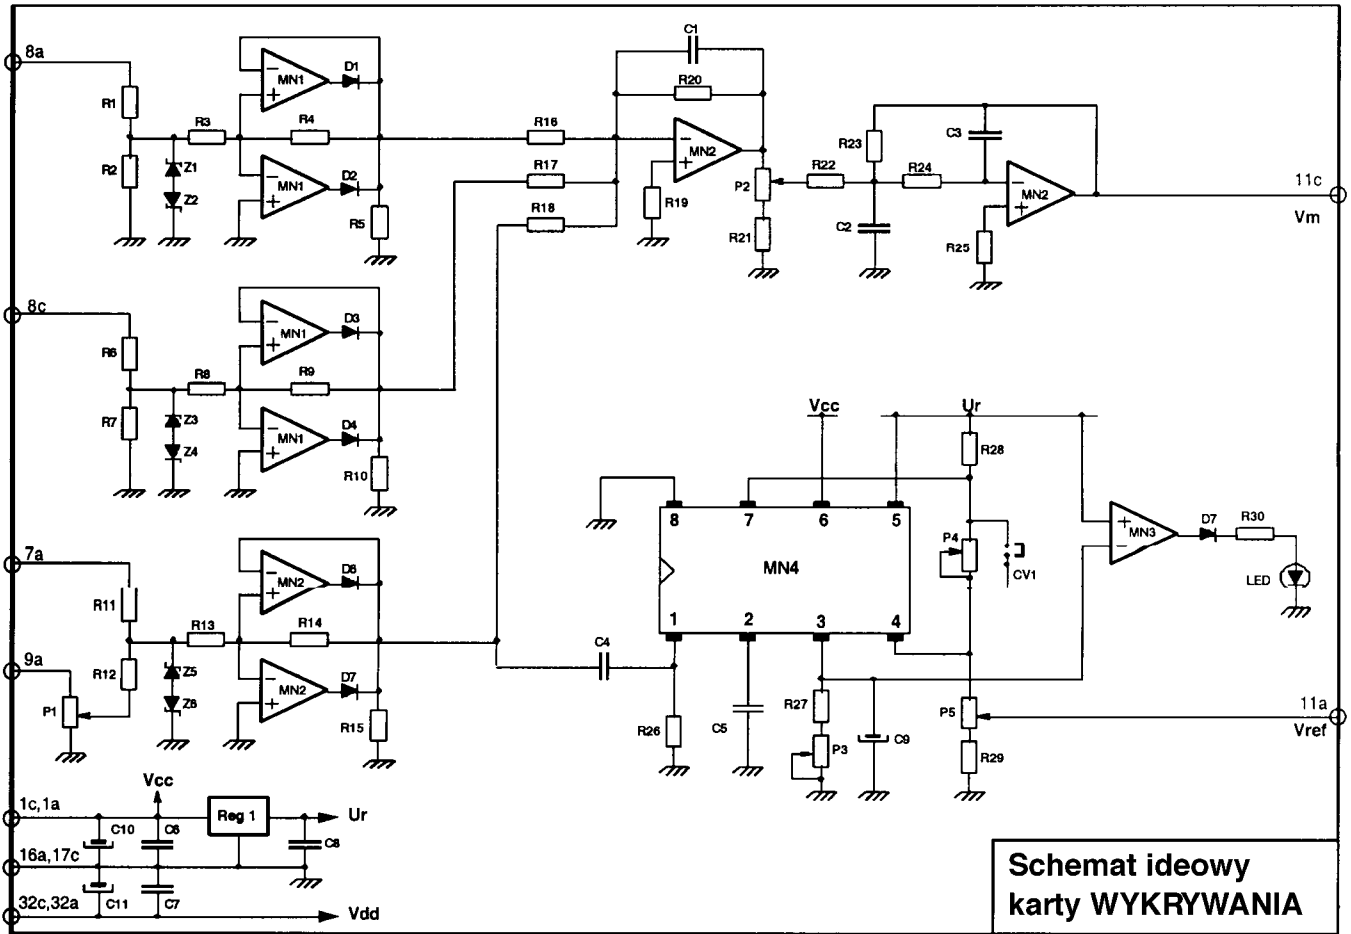 8a
R1
R2
Z1
Z2
R3
MN1
D1
R4
MN1
D2
R5
R16
R17
R18
C1
R20
MN2
R19
P2
R21
R22
R23
C2
R24
C3
MN2
R25
11c
Vm
8c
R6
R7
Z3
Z4
R8
MN1
D3
R9
MN1
D4
R10
7a
R11
9a
R12
P1
Z5
Z6
R13
MN2
D6
R14
MN2
D7
R15
C4
R26
Vcc
Ur
8
7
6
5
MN4
1
2
3
4
C5
R27
P3
C9
R28
P4
CV1
P5
R29
MN3
D7
R30
LED
11a
Vref
1c,1a
Vcc
C10
C6
Reg 1
Ur
C8
16a,17c
C11
C7
32c,32a
Vdd
Schemat ideowy
karty WYKRYWANIA